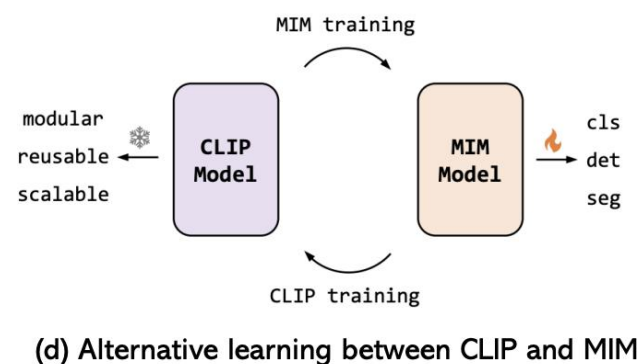 MIM training
modular
reusable
scalable
CLIP
Model
MIM
Model
cls
det
seg
CLIP training
(d) Alternative learning between CLIP and MIM